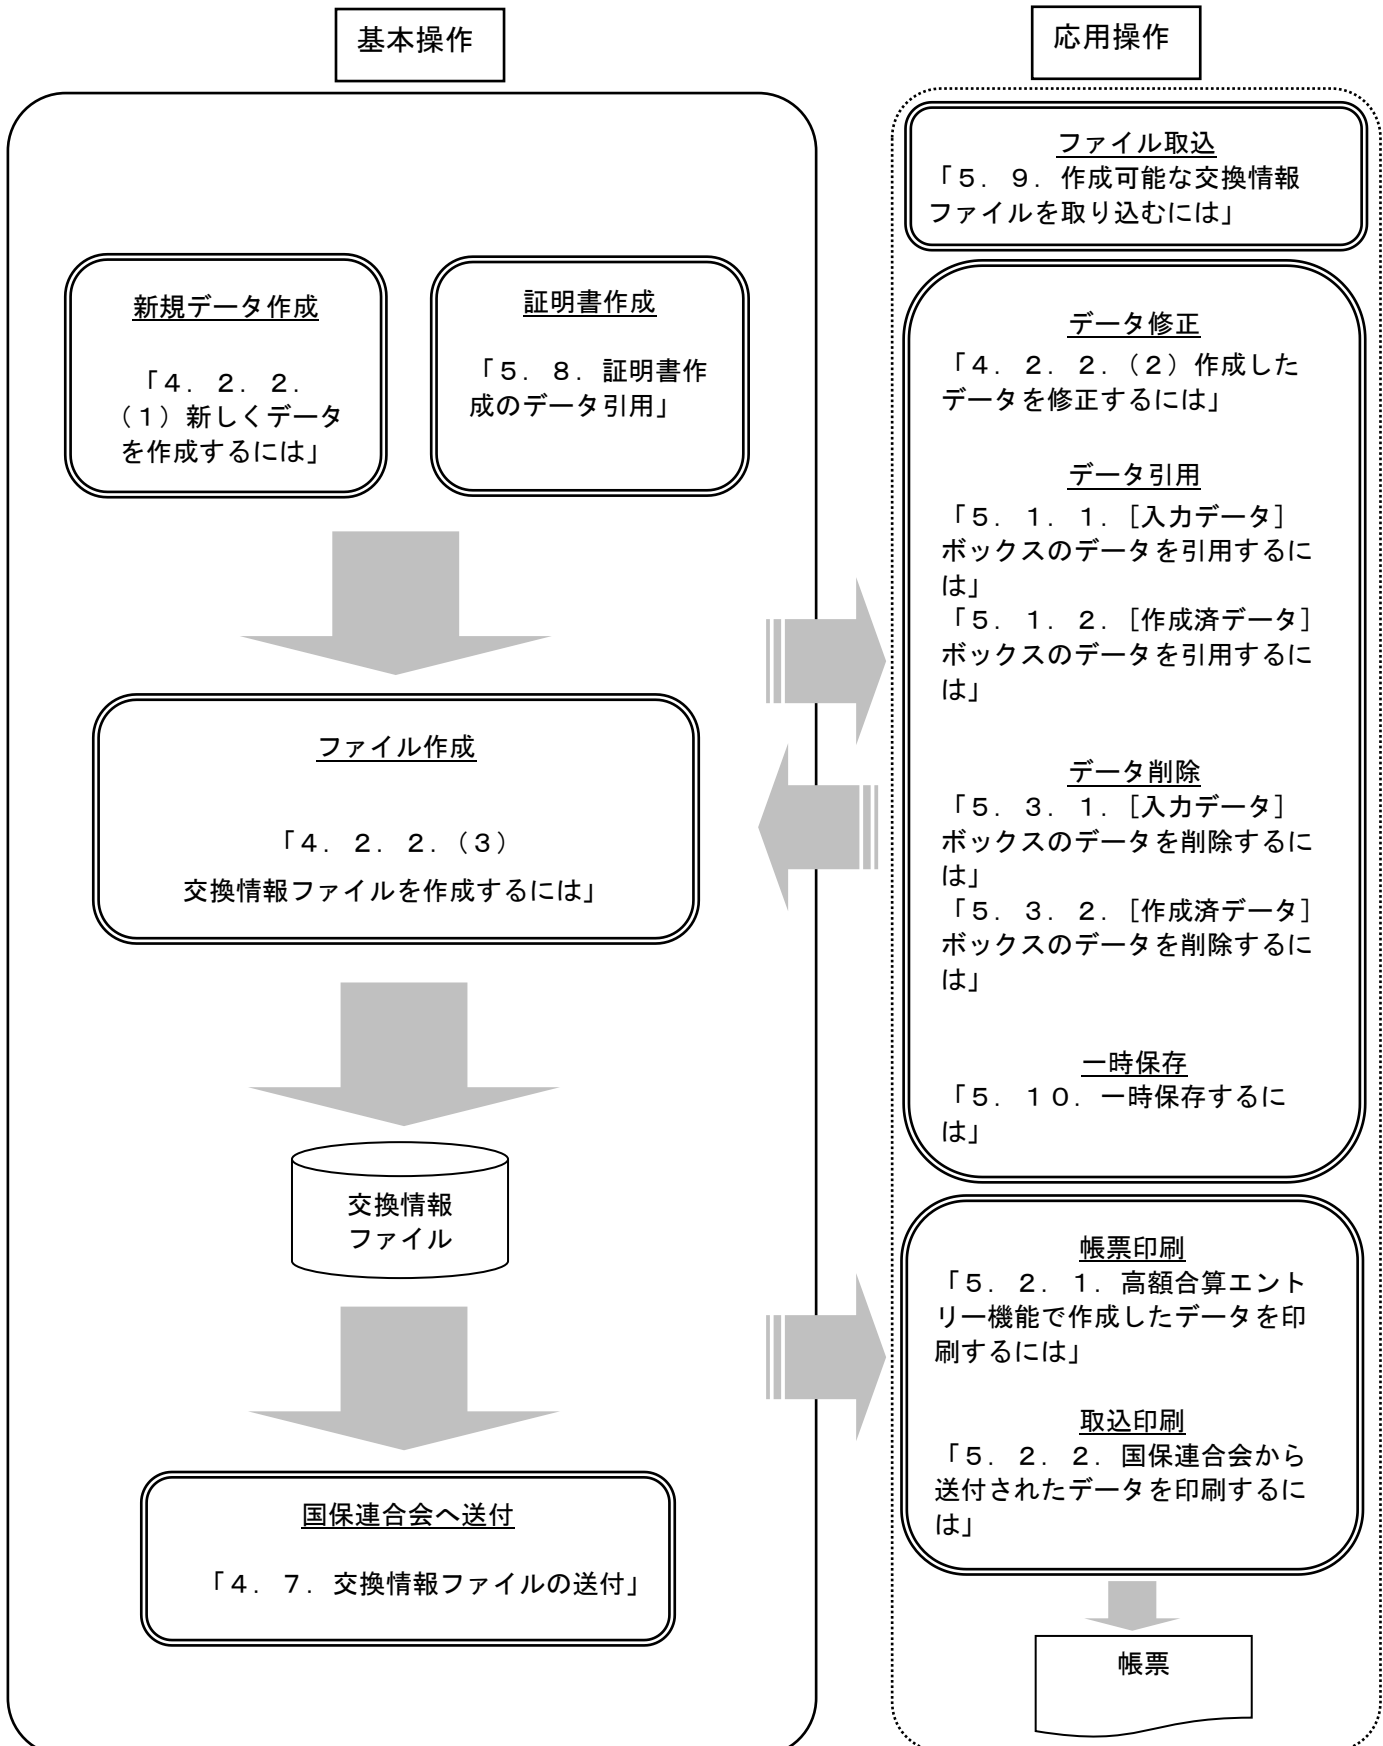 基本操作
新規データ作成
「４．２．２．
（１）新しくデータ
を作成するには」
証明書作成
「５．８．証明書作
成のデータ引用」
ファイル作成
「４．２．２．（３）
交換情報ファイルを作成するには」
交換情報
ファイル
国保連合会へ送付
「４．７．交換情報ファイルの送付」
応用操作
ファイル取込
「５．９．作成可能な交換情報
ファイルを取り込むには」
データ修正
「４．２．２．（２）作成した
データを修正するには」
データ引用
「５．１．１．［入力データ］
ボックスのデータを引用するに
は」
「５．１．２．［作成済データ］
ボックスのデータを引用するに
は」
データ削除
「５．３．１．［入力データ］
ボックスのデータを削除するに
は」
「５．３．２．［作成済データ］
ボックスのデータを削除するに
は」
一時保存
「５．１０．一時保存するに
は」
帳票印刷
「５．２．１．高額合算エント
リー機能で作成したデータを印
刷するには」
取込印刷
「５．２．２．国保連合会から
送付されたデータを印刷するに
は」
帳票